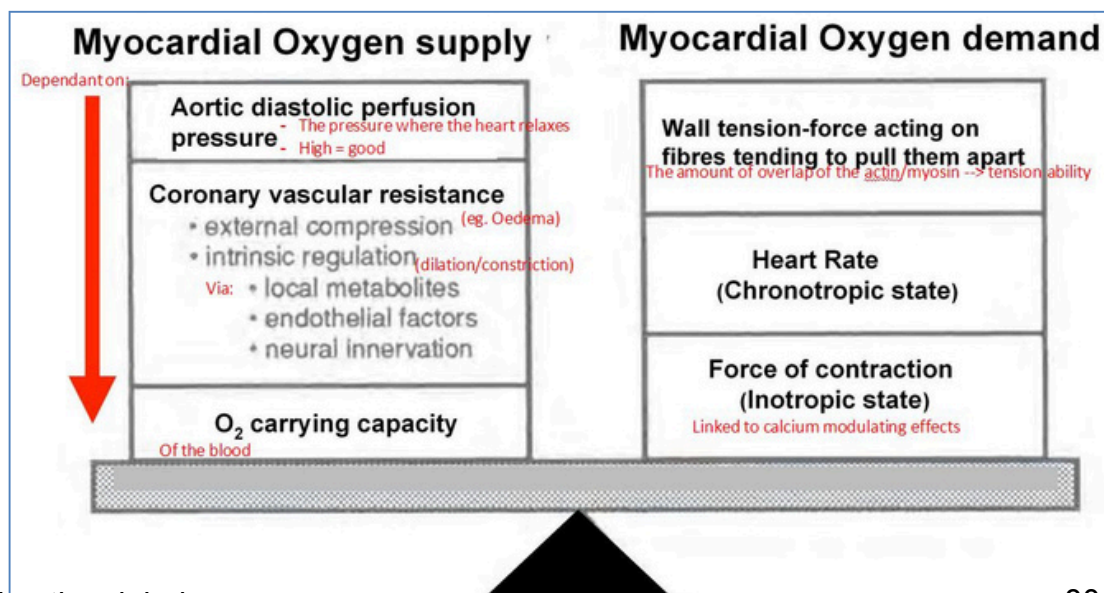 Myocardial Oxygen supply
Dependant on:
Aortic diastolic perfusion
pressure
- The pressure where the heart relaxes
- High = good
Coronary vascular resistance
• external compression (eg. Oedema)
• intrinsic regulation (dilation/constriction)
Via: • local metabolites
• endothelial factors
• neural innervation
O₂ carrying capacity
Of the blood
Myocardial Oxygen demand
Wall tension-force acting on
fibres tending to pull them apart
The amount of overlap of the actin/myosin --> tension ability
Heart Rate
(Chronotropic state)
Force of contraction
(Inotropic state)
Linked to calcium modulating effects